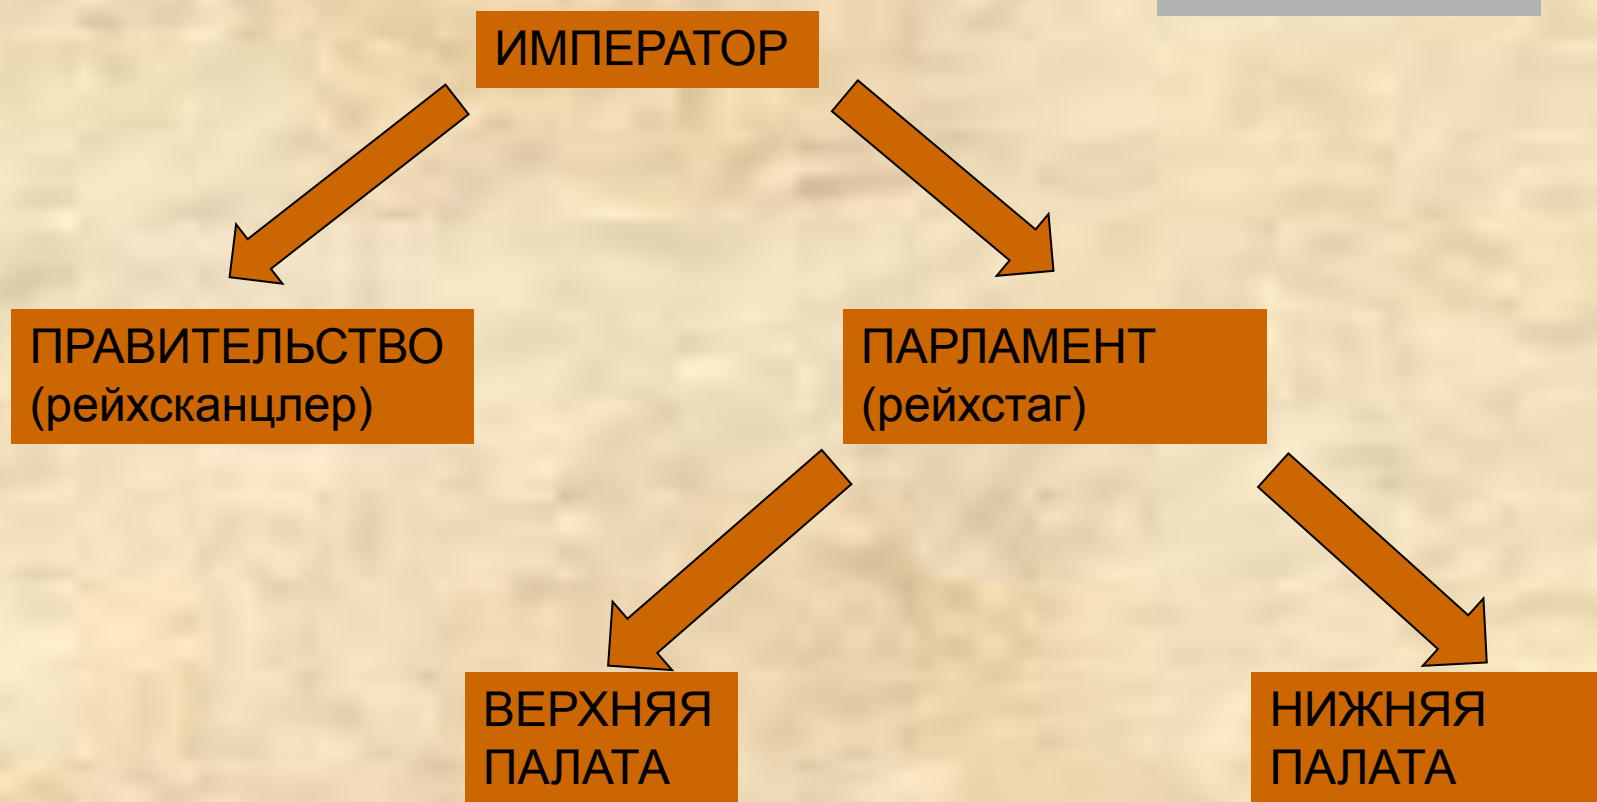 ИМПЕРАТОР
ПРАВИТЕЛЬСТВО
(рейхсканцлер)
ПАРЛАМЕНТ
(рейхстаг)
ВЕРХНЯЯ
ПАЛАТА
НИЖНЯЯ
ПАЛАТА